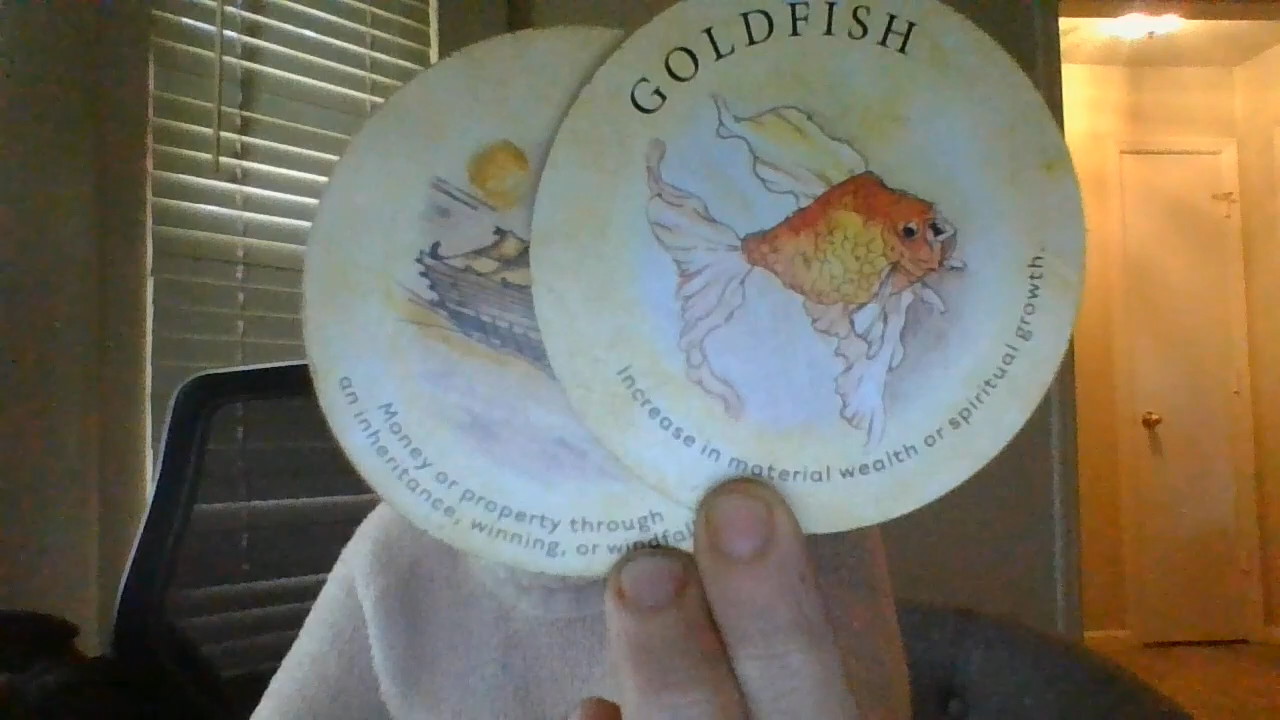 GOLDFISH
Increase in material wealth or spiritual growth.
Money or property through
an inheritance, winning, or windfall